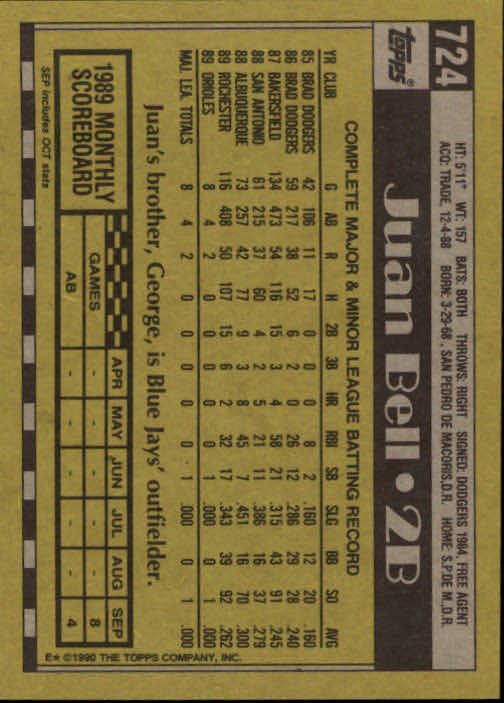 724
topps®
Juan Bell • 2B
HT: 5'11" WT: 157 BATS: BOTH THROWS: RIGHT SIGNED: DODGERS 1984, FREE AGENT
ACQ: TRADE, 12-4-88 BORN: 3-29-68, SAN PEDRO DE MACORIS, D.R. HOME: S.P. DE M., D.R.
COMPLETE MAJOR & MINOR LEAGUE BATTING RECORD
YR CLUB G AB R H 2B 3B HR RBI SB SLG BB SO AVG
85 BRAD DODGERS 42 106 11 17 0 0 0 8 2 .160 12 20 .160
86 BRAD DODGERS 59 217 38 52 6 2 0 26 12 .286 29 28 .240
87 BAKERSFIELD 134 473 54 116 15 3 4 58 21 .315 43 91 .245
88 SAN ANTONIO 61 215 37 60 4 2 5 21 11 .386 16 37 .279
88 ALBUQUERQUE 73 257 42 77 9 3 8 45 7 .451 16 70 .300
89 ROCHESTER 116 408 50 107 15 6 2 32 17 .343 39 92 .262
89 ORIOLES 8 4 2 0 0 0 0 0 1 .000 0 1 .000
MAJ. LEA. TOTALS 8 4 2 0 0 0 0 0 1 .000 0 1 .000
Juan's brother, George, is Blue Jays' outfielder.
1989 MONTHLY
SCOREBOARD
APR MAY JUN JUL AUG SEP
GAMES - - - - - 8
AB - - - - - 4
SEP includes OCT stats
E* ©1990 THE TOPPS COMPANY, INC.